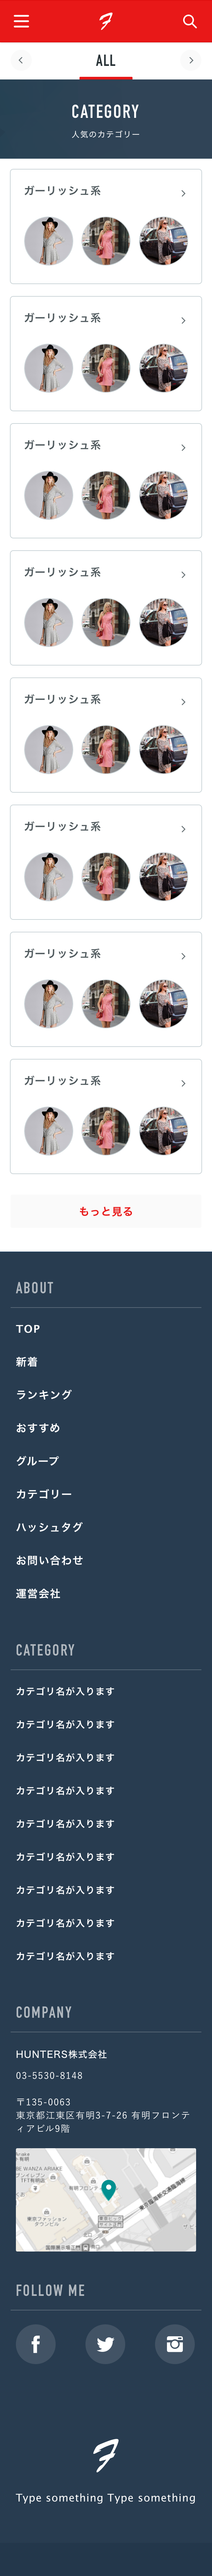 ALL
CATEGORY
人気のカテゴリー
ガーリッシュ系
ガーリッシュ系
ガーリッシュ系
ガーリッシュ系
ガーリッシュ系
ガーリッシュ系
ガーリッシュ系
ガーリッシュ系
もっと見る
ABOUT
TOP
新着
ランキング
おすすめ
グループ
カテゴリー
ハッシュタグ
お問い合わせ
運営会社
CATEGORY
カテゴリ名が入ります
カテゴリ名が入ります
カテゴリ名が入ります
カテゴリ名が入ります
カテゴリ名が入ります
カテゴリ名が入ります
カテゴリ名が入ります
カテゴリ名が入ります
カテゴリ名が入ります
COMPANY
HUNTERS株式会社
03-5530-8148
〒135-0063
東京都江東区有明3-7-26 有明フロンテ
ィアビル9階
FOLLOW ME
Type something Type something